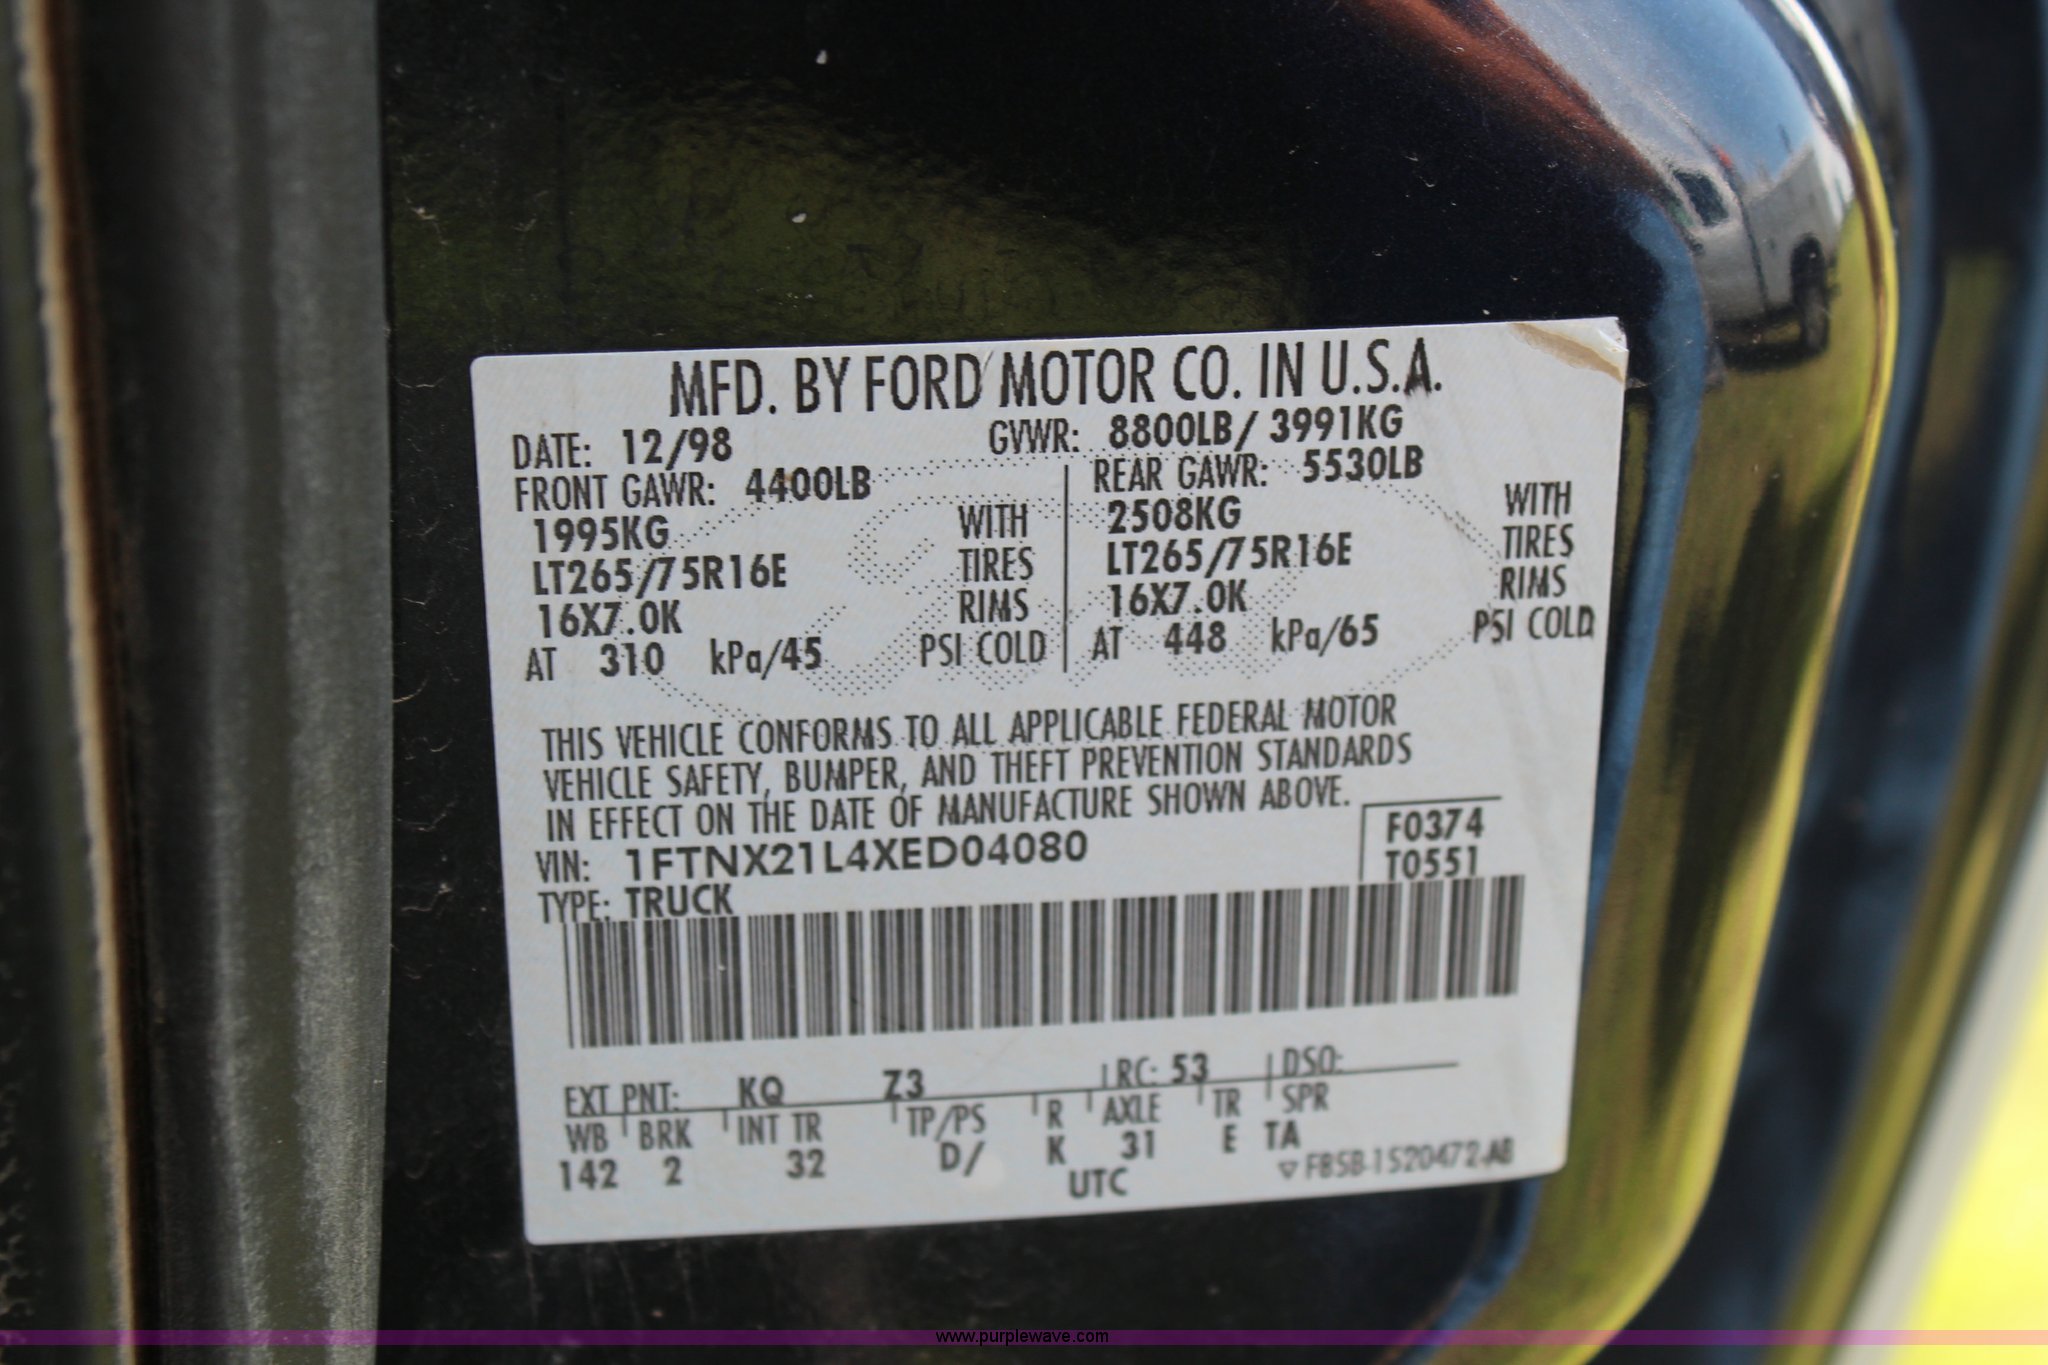 MFD. BY FORD MOTOR CO. IN U.S.A.
DATE: 12/98 GVWR: 8800LB/ 3991KG
FRONT GAWR: 4400LB REAR GAWR: 5530LB
1995KG WITH 2508KG WITH
LT265/75R16E TIRES LT265/75R16E TIRES
16X7.0K RIMS 16X7.0K RIMS
AT 310 kPa/45 PSI COLD AT 448 kPa/65 PSI COLD
THIS VEHICLE CONFORMS TO ALL APPLICABLE FEDERAL MOTOR
VEHICLE SAFETY, BUMPER, AND THEFT PREVENTION STANDARDS
IN EFFECT ON THE DATE OF MANUFACTURE SHOWN ABOVE.
VIN: 1FTNX21L4XED04080 F0374
TYPE: TRUCK T0551
EXT PNT: KQ Z3 RC: 53 DSO:
WB BRK INT TR TP/PS R AXLE TR SPR
142 2 32 D/ K 31 E TA
UTC F85B-1520472-AB
www.purplewave.com